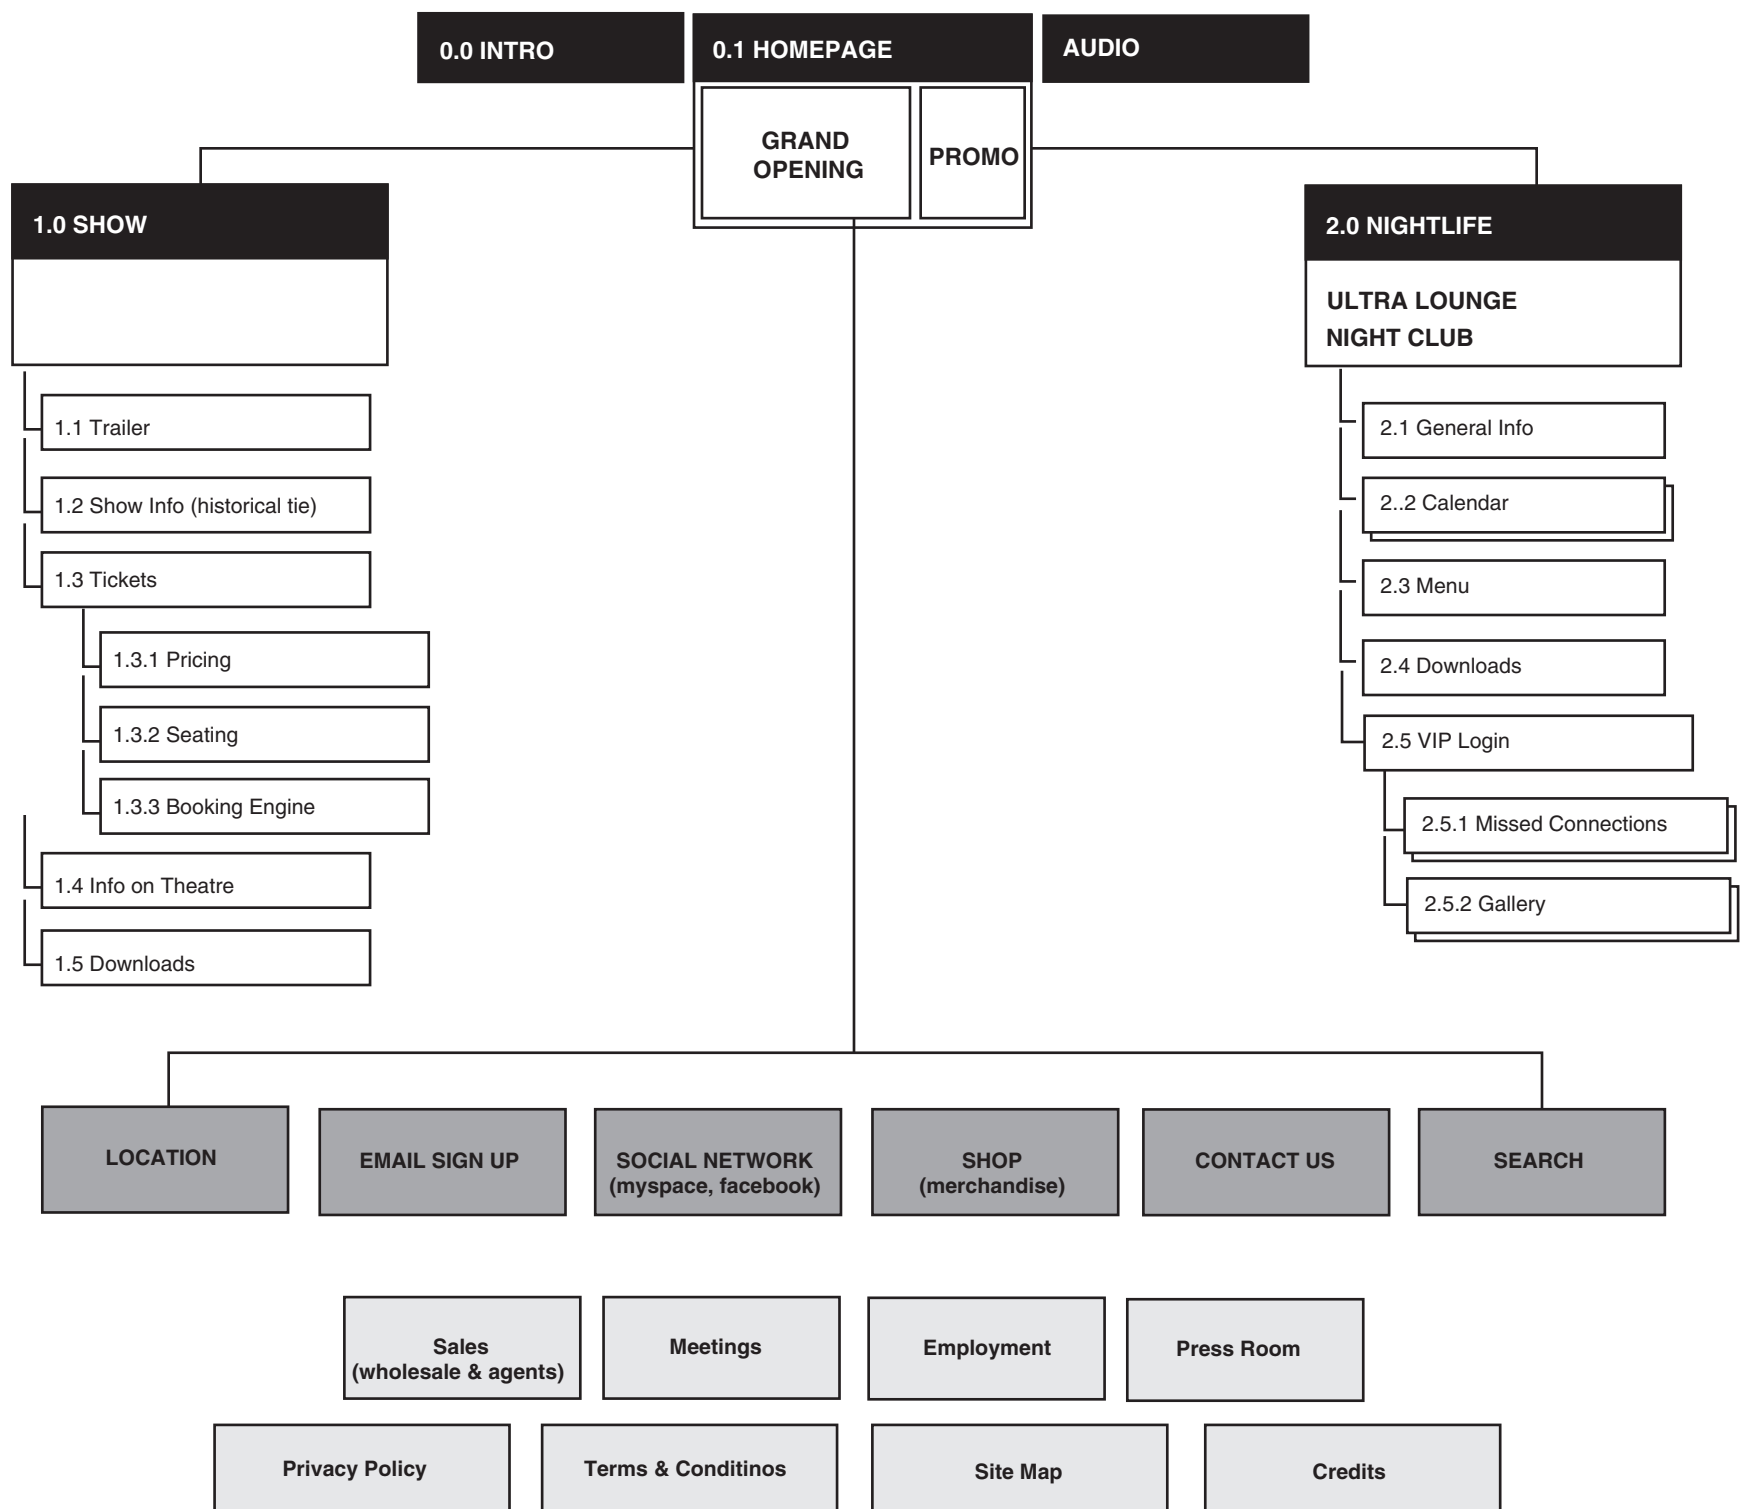 0.0 INTRO
0.1 HOMEPAGE
AUDIO
GRAND
OPENING
PROMO
1.0 SHOW
1.1 Trailer
1.2 Show Info (historical tie)
1.3 Tickets
1.3.1 Pricing
1.3.2 Seating
1.3.3 Booking Engine
1.4 Info on Theatre
1.5 Downloads
2.0 NIGHTLIFE
ULTRA LOUNGE
NIGHT CLUB
2.1 General Info
2..2 Calendar
2.3 Menu
2.4 Downloads
2.5 VIP Login
2.5.1 Missed Connections
2.5.2 Gallery
LOCATION
EMAIL SIGN UP
SOCIAL NETWORK
(myspace, facebook)
SHOP
(merchandise)
CONTACT US
SEARCH
Sales
(wholesale & agents)
Meetings
Employment
Press Room
Privacy Policy
Terms & Conditinos
Site Map
Credits